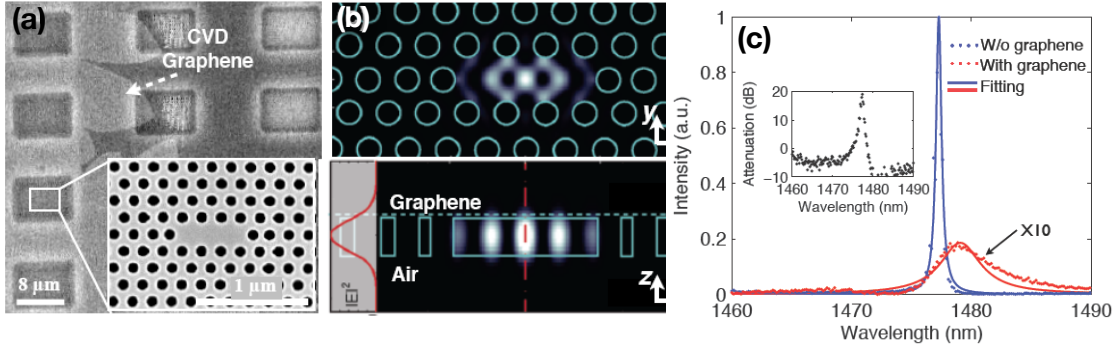 (a)
CVD
Graphene
8 μm
1 μm
(b)
y
Graphene
Air
z
|E|²
(c)
Intensity (a.u.)
1
0.8
0.6
0.4
0.2
0
1460
1470
1480
1490
Wavelength (nm)
W/o graphene
With graphene
Fitting
X10
Attenuation (dB)
20
10
0
−10
1460 1470 1480 1490
Wavelength (nm)